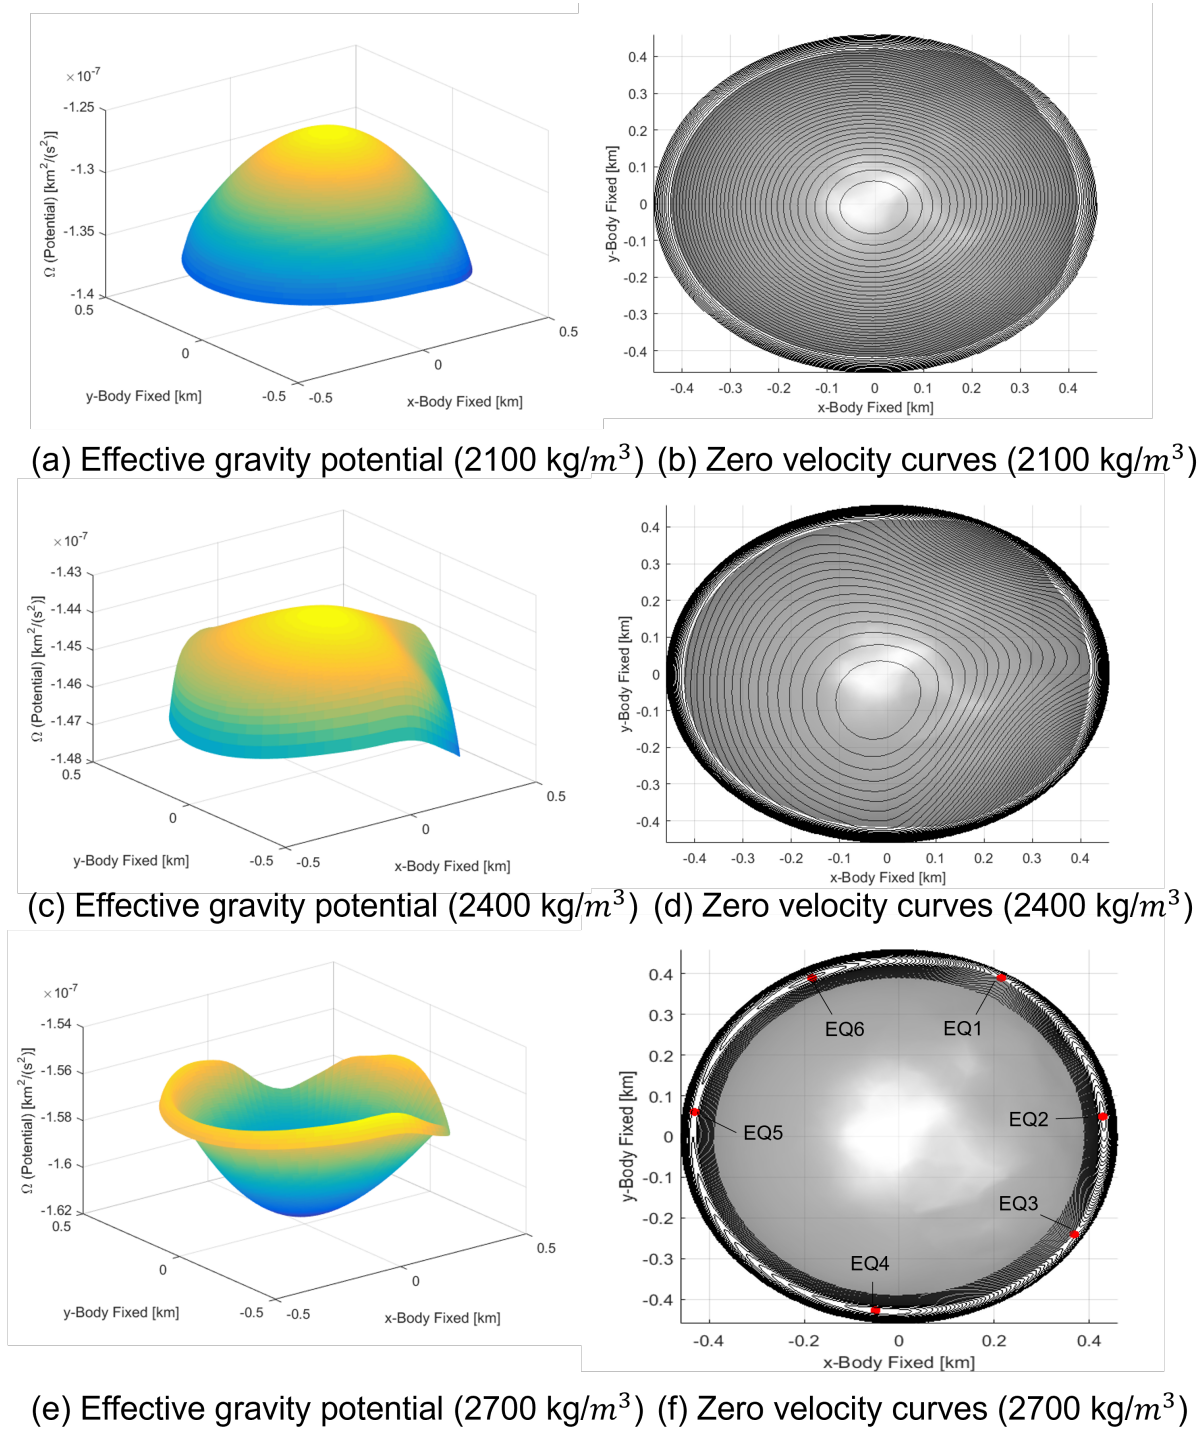 ×10⁻⁷
-1.25
-1.3
-1.35
-1.4
Ω (Potential) [km²/(s²)]
0.5
0
-0.5
y-Body Fixed [km]
-0.5
0
0.5
x-Body Fixed [km]
0.4
0.3
0.2
0.1
0
-0.1
-0.2
-0.3
-0.4
y-Body Fixed [km]
-0.4 -0.3 -0.2 -0.1 0 0.1 0.2 0.3 0.4
x-Body Fixed [km]
(a) Effective gravity potential (2100 kg/m³) (b) Zero velocity curves (2100 kg/m³)
×10⁻⁷
-1.43
-1.44
-1.45
-1.46
-1.47
-1.48
Ω (Potential) [km²/(s²)]
0.5
0
-0.5
y-Body Fixed [km]
-0.5
0
0.5
x-Body Fixed [km]
0.4
0.3
0.2
0.1
0
-0.1
-0.2
-0.3
-0.4
y-Body Fixed [km]
-0.4 -0.3 -0.2 -0.1 0 0.1 0.2 0.3 0.4
x-Body Fixed [km]
(c) Effective gravity potential (2400 kg/m³) (d) Zero velocity curves (2400 kg/m³)
×10⁻⁷
-1.54
-1.56
-1.58
-1.6
-1.62
Ω (Potential) [km²/(s²)]
0.5
0
-0.5
y-Body Fixed [km]
-0.5
0
0.5
x-Body Fixed [km]
0.4
0.3
0.2
0.1
0
-0.1
-0.2
-0.3
-0.4
y-Body Fixed [km]
EQ6
EQ1
EQ2
EQ5
EQ3
EQ4
-0.4 -0.2 0 0.2 0.4
x-Body Fixed [km]
(e) Effective gravity potential (2700 kg/m³) (f) Zero velocity curves (2700 kg/m³)